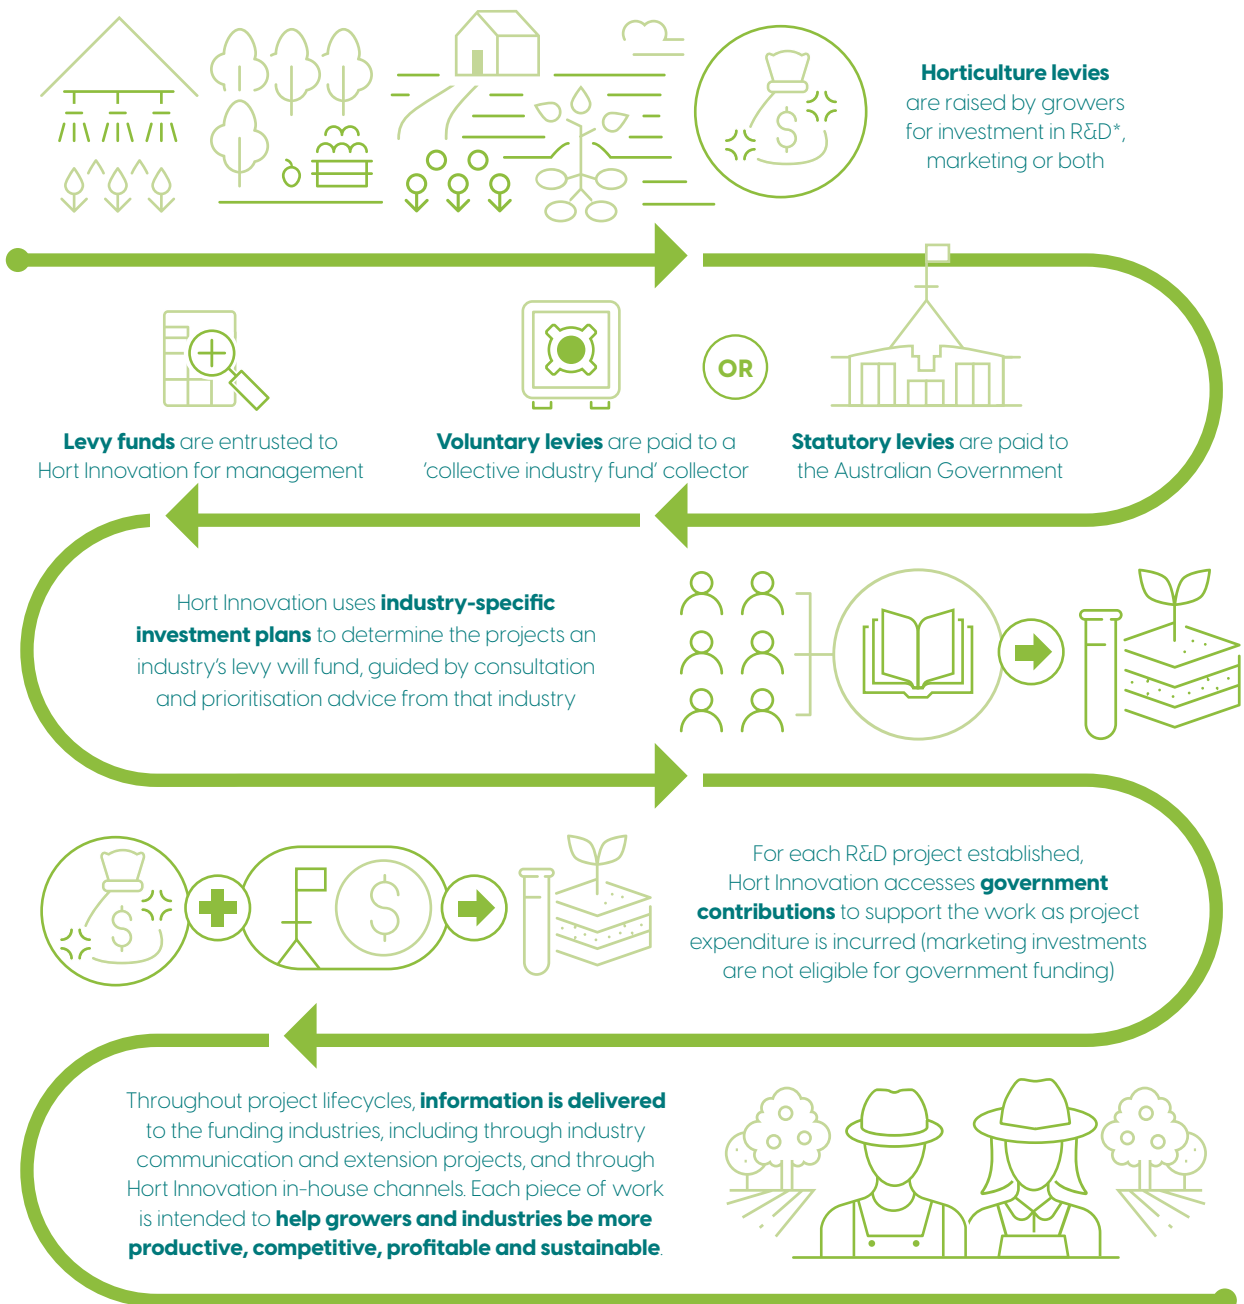 Horticulture levies
are raised by growers
for investment in R&D*,
marketing or both
Statutory levies are paid to
the Australian Government
OR
Voluntary levies are paid to a
‘collective industry fund’ collector
Levy funds are entrusted to
Hort Innovation for management
Hort Innovation uses industry-specific
investment plans to determine the projects an
industry’s levy will fund, guided by consultation
and prioritisation advice from that industry
For each R&D project established,
Hort Innovation accesses government
contributions to support the work as project
expenditure is incurred (marketing investments
are not eligible for government funding)
Throughout project lifecycles, information is delivered
to the funding industries, including through industry
communication and extension projects, and through
Hort Innovation in-house channels. Each piece of work
is intended to help growers and industries be more
productive, competitive, profitable and sustainable.